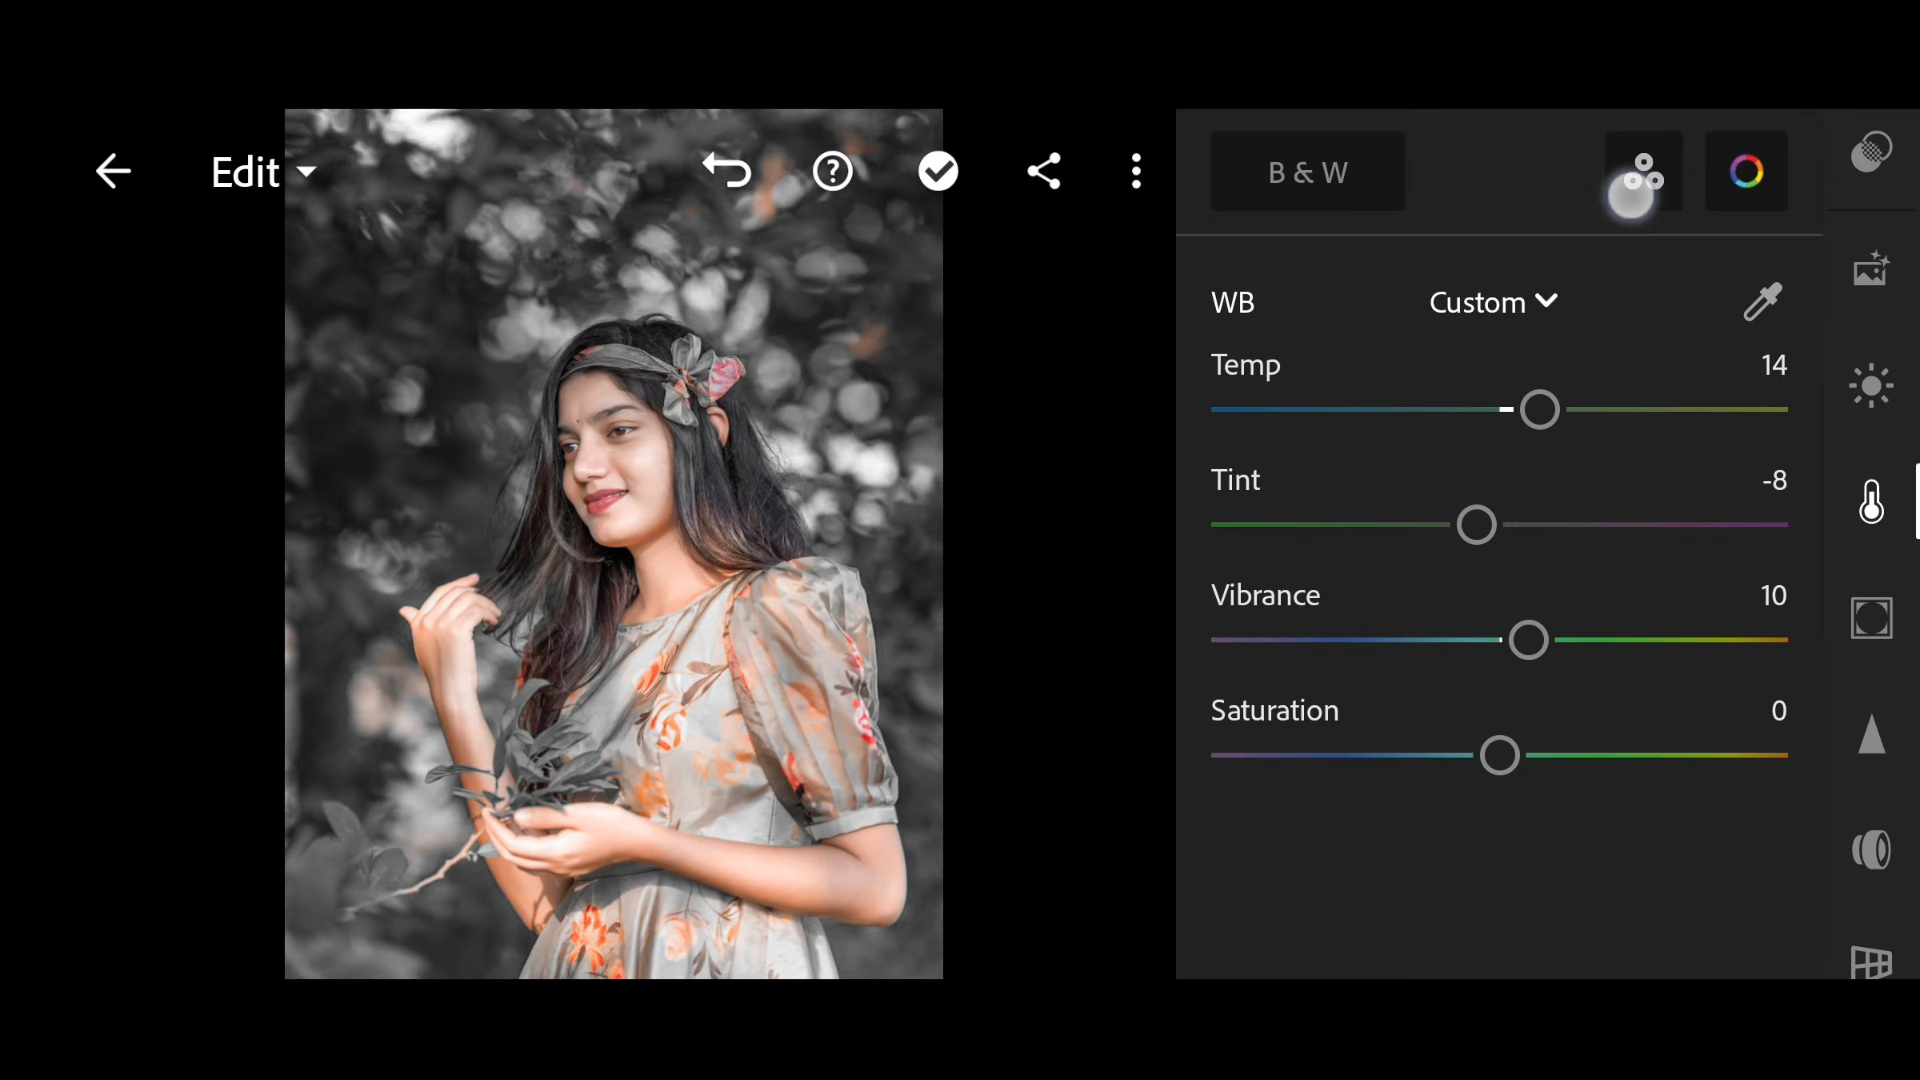 Edit
B & W
WB
Custom
Temp
14
Tint
-8
Vibrance
10
Saturation
0